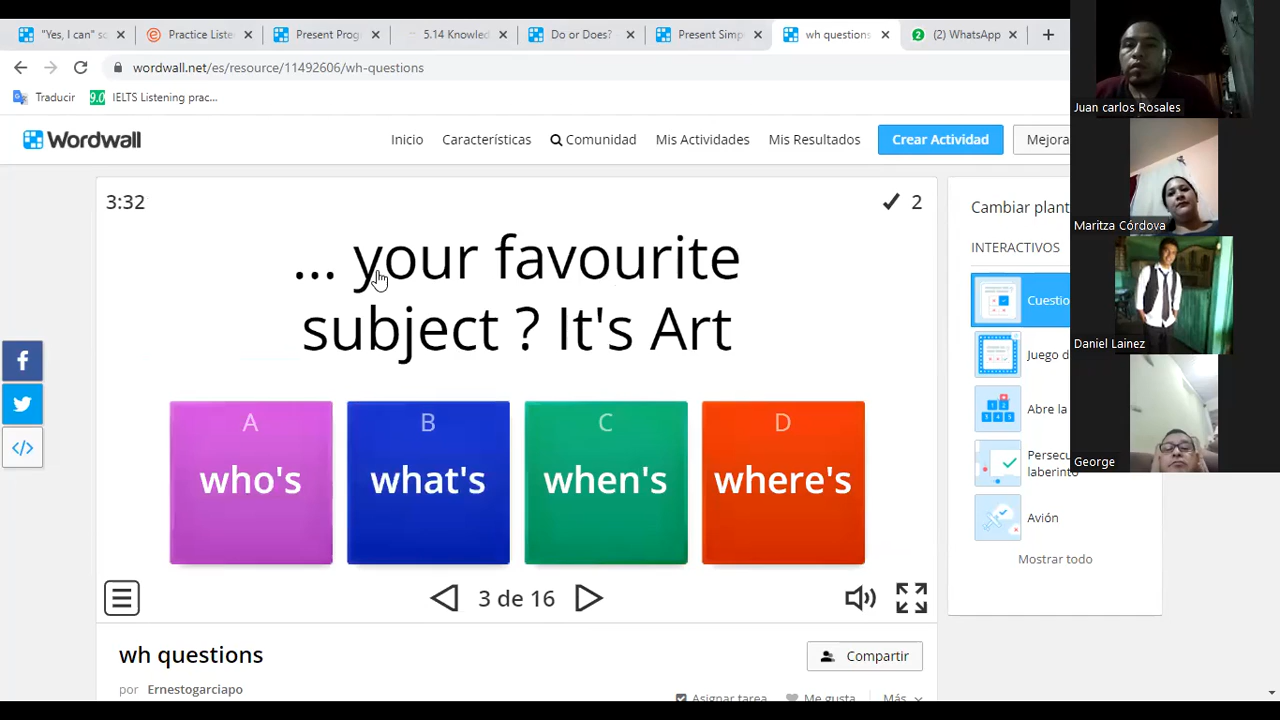 "Yes, I can" so
Practice Liste
Present Prog
5.14 Knowled
Do or Does?
Present Simp
wh questions
(2) WhatsApp
wordwall.net/es/resource/11492606/wh-questions
Traducir
9.0 IELTS Listening prac...
Wordwall
Inicio
Características
Comunidad
Mis Actividades
Mis Resultados
Crear Actividad
Mejora
3:32
2
... your favourite
subject ? It's Art
A
who's
B
what's
C
when's
D
where's
3 de 16
wh questions
por Ernestogarciapo
Compartir
Asignar tarea
Me gusta
Más
Cambiar plant
INTERACTIVOS
Cuestio
Juego d
Abre la
Persecu
laberinto
Avión
Mostrar todo
Juan carlos Rosales
Maritza Córdova
Daniel Lainez
George